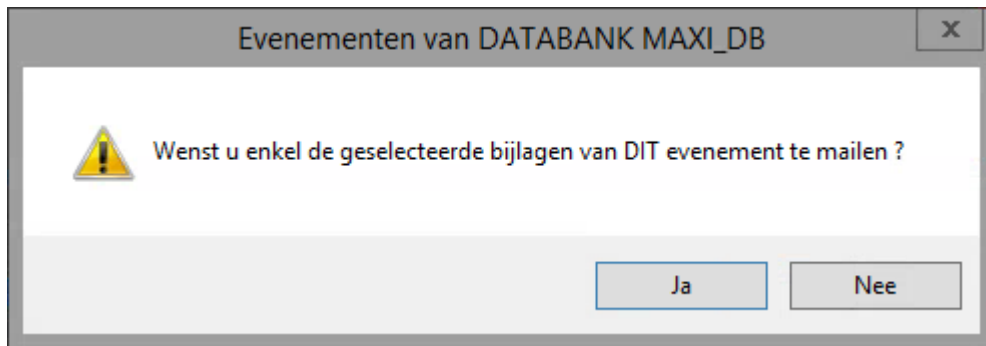 Evenementen van DATABANK MAXI_DB
x
Wenst u enkel de geselecteerde bijlagen van DIT evenement te mailen ?
Ja Nee